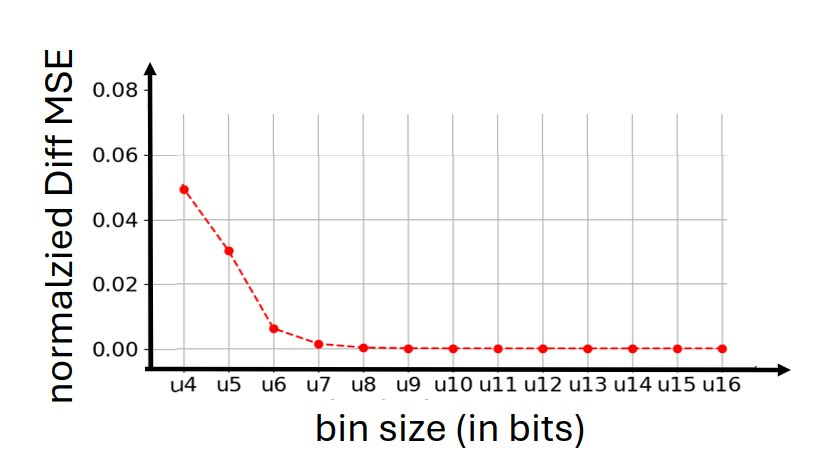 normalzied Diff MSE
0.08
0.06
0.04
0.02
0.00
u4 u5 u6 u7 u8 u9 u10 u11 u12 u13 u14 u15 u16
bin size (in bits)